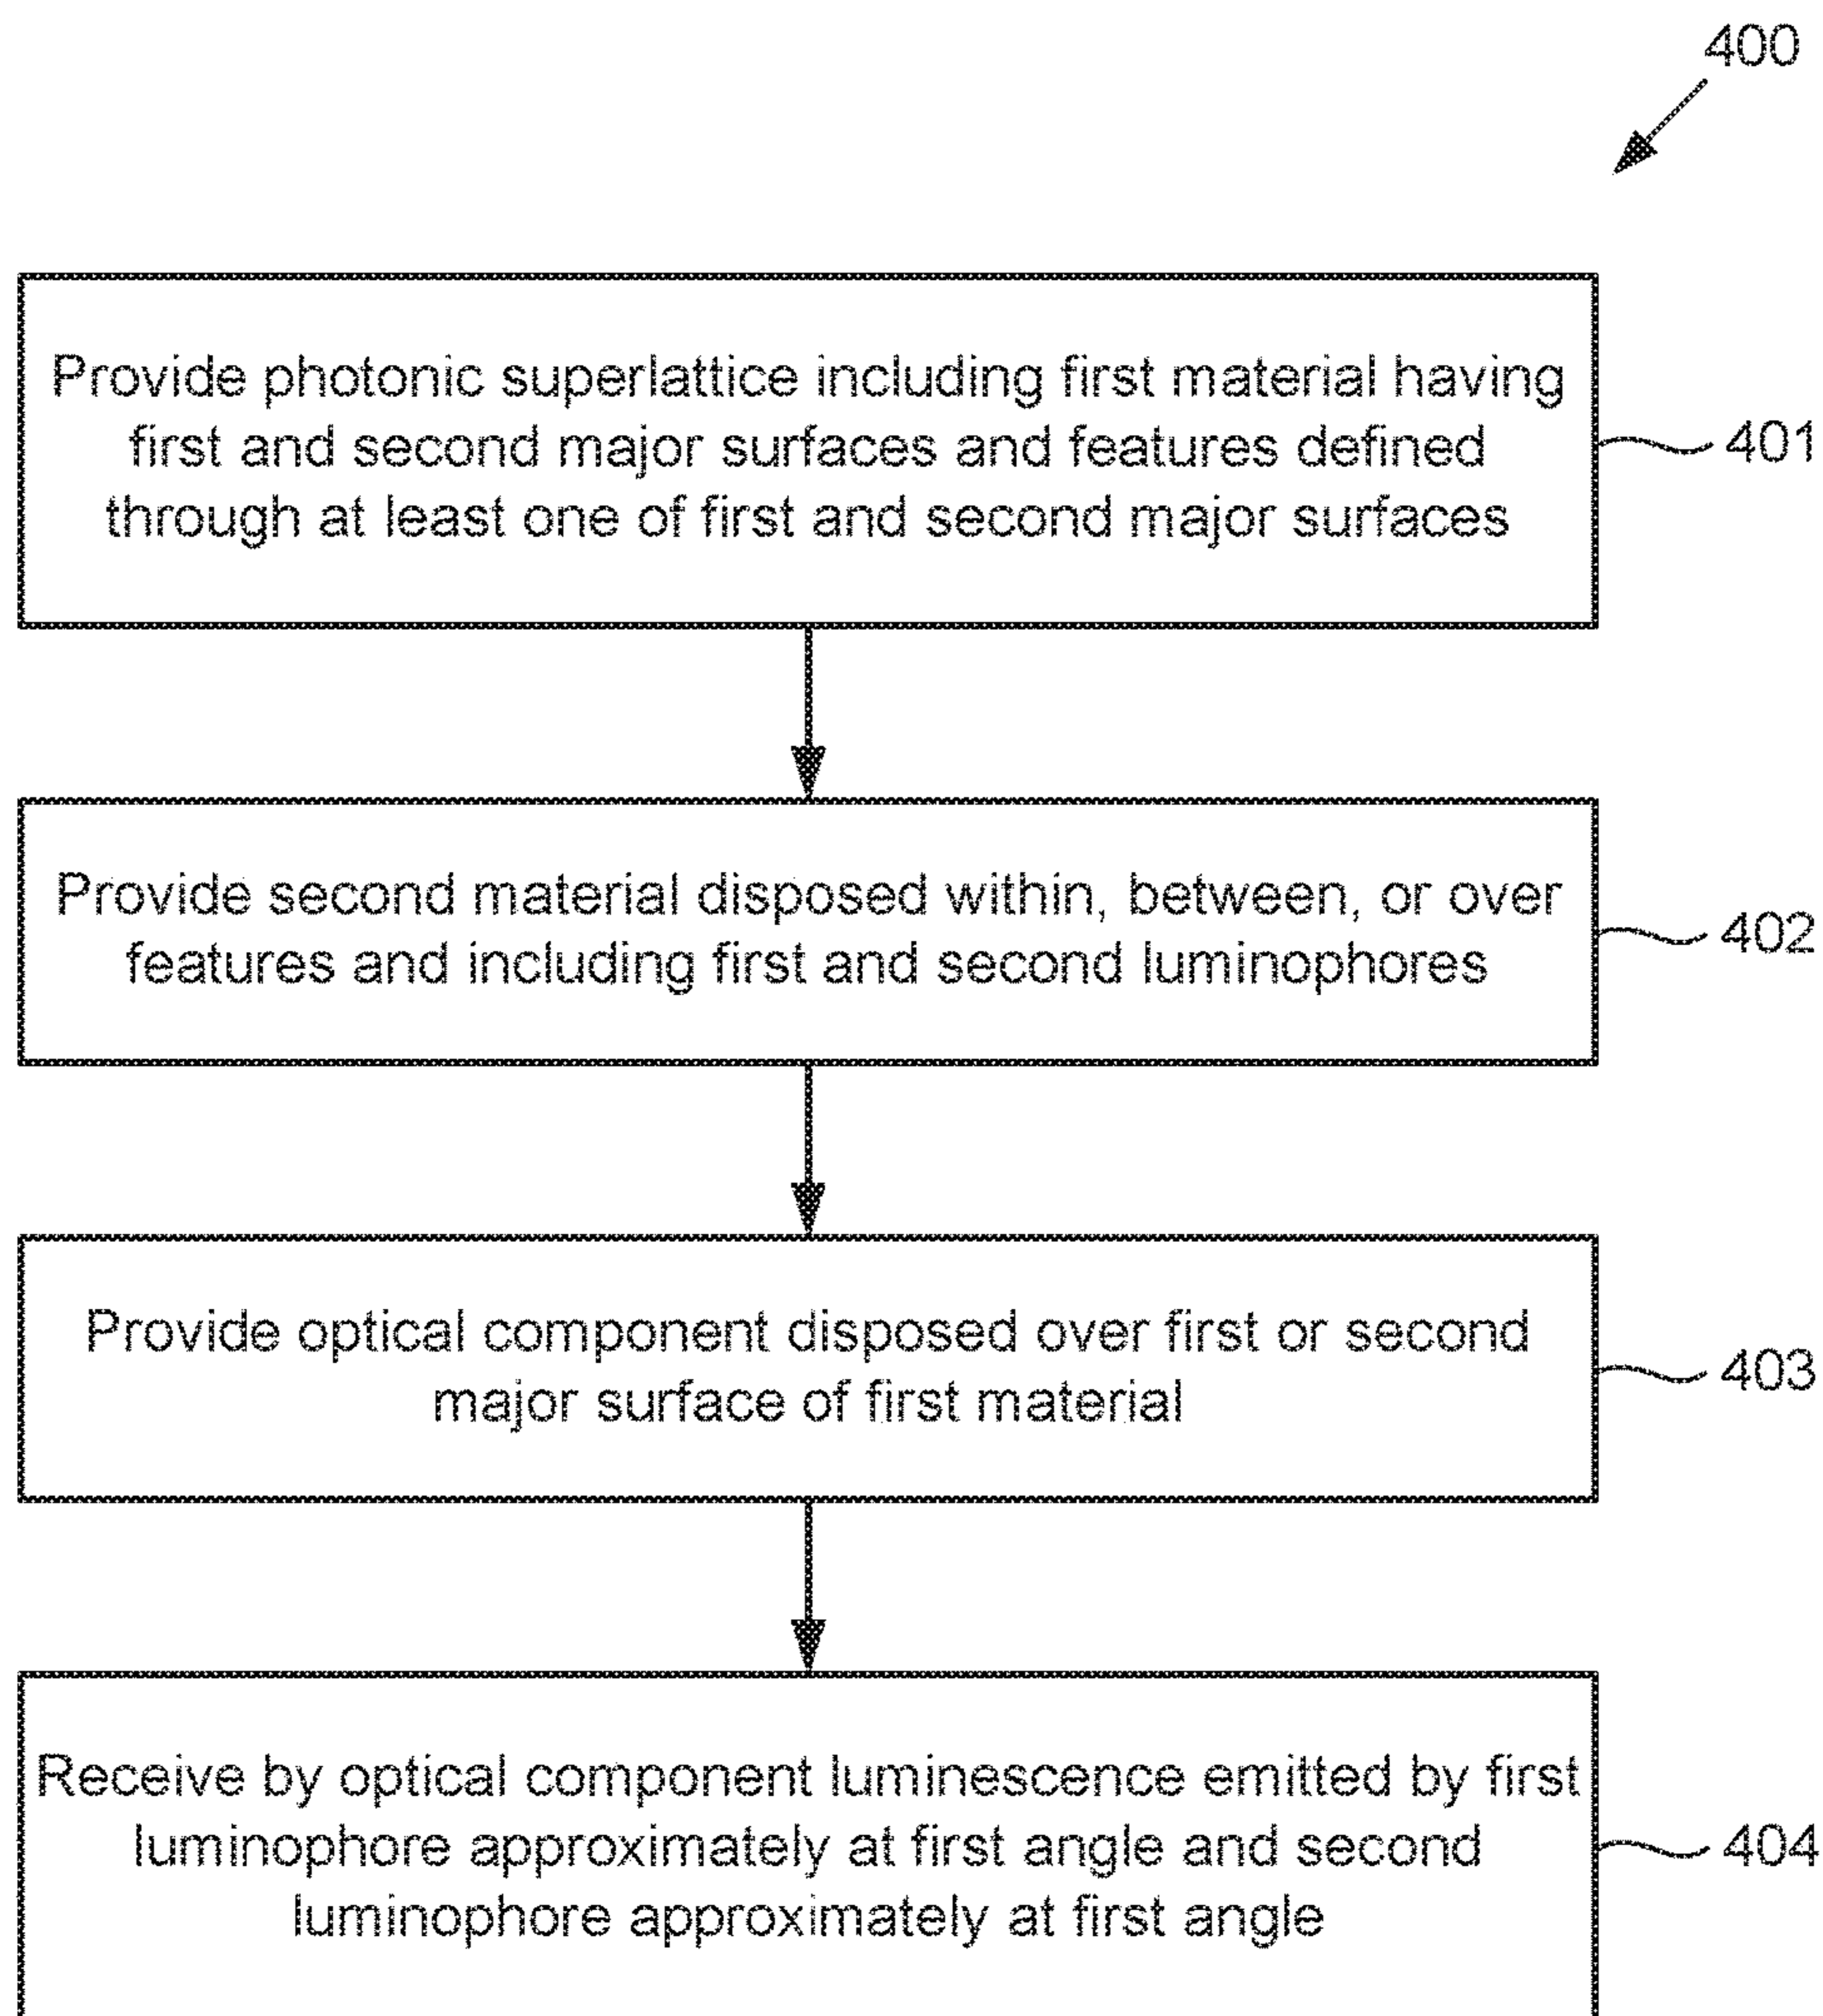 400
Provide photonic superlattice including first material having
first and second major surfaces and features defined
through at least one of first and second major surfaces
401
Provide second material disposed within, between, or over
features and including first and second luminophores
402
Provide optical component disposed over first or second
major surface of first material
403
Receive by optical component luminescence emitted by first
luminophore approximately at first angle and second
luminophore approximately at first angle
404